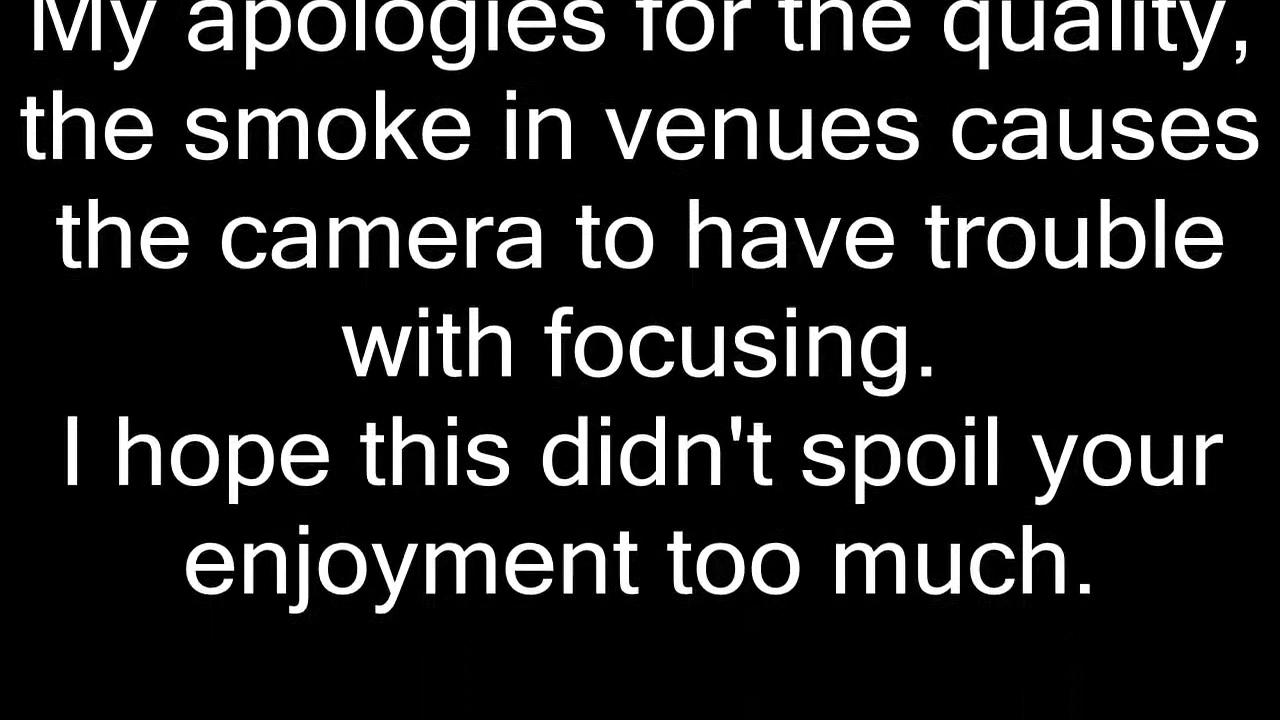 My apologies for the quality,
the smoke in venues causes
the camera to have trouble
with focusing.
I hope this didn't spoil your
enjoyment too much.